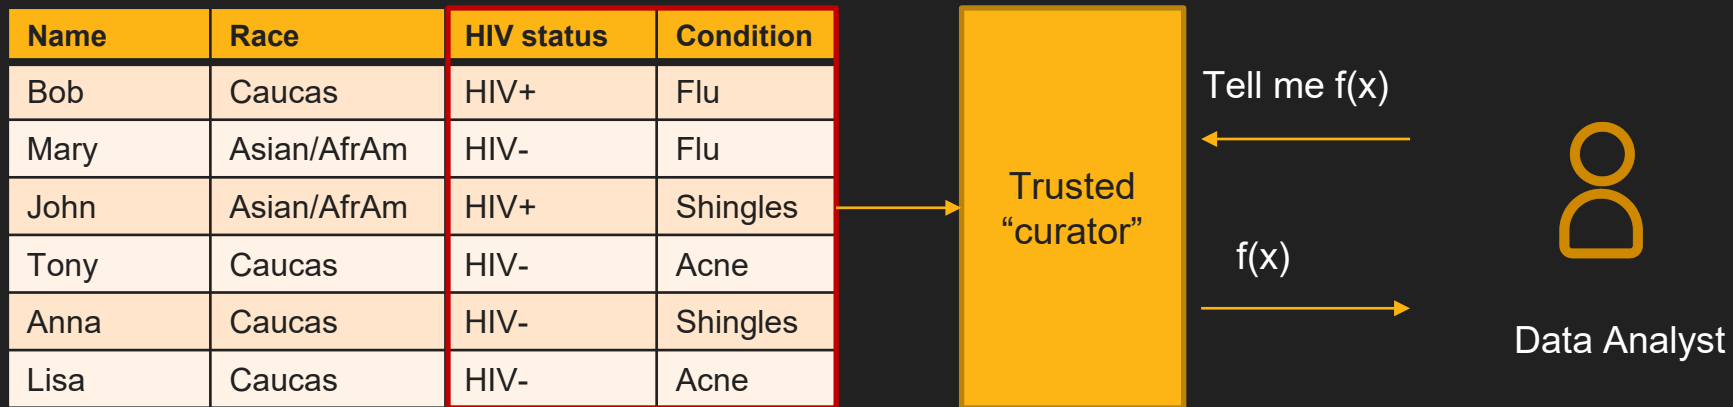 Name Race HIV status Condition
Bob Caucas HIV+ Flu
Mary Asian/AfrAm HIV- Flu
John Asian/AfrAm HIV+ Shingles
Tony Caucas HIV- Acne
Anna Caucas HIV- Shingles
Lisa Caucas HIV- Acne
Trusted
“curator”
Tell me f(x)
f(x)
Data Analyst